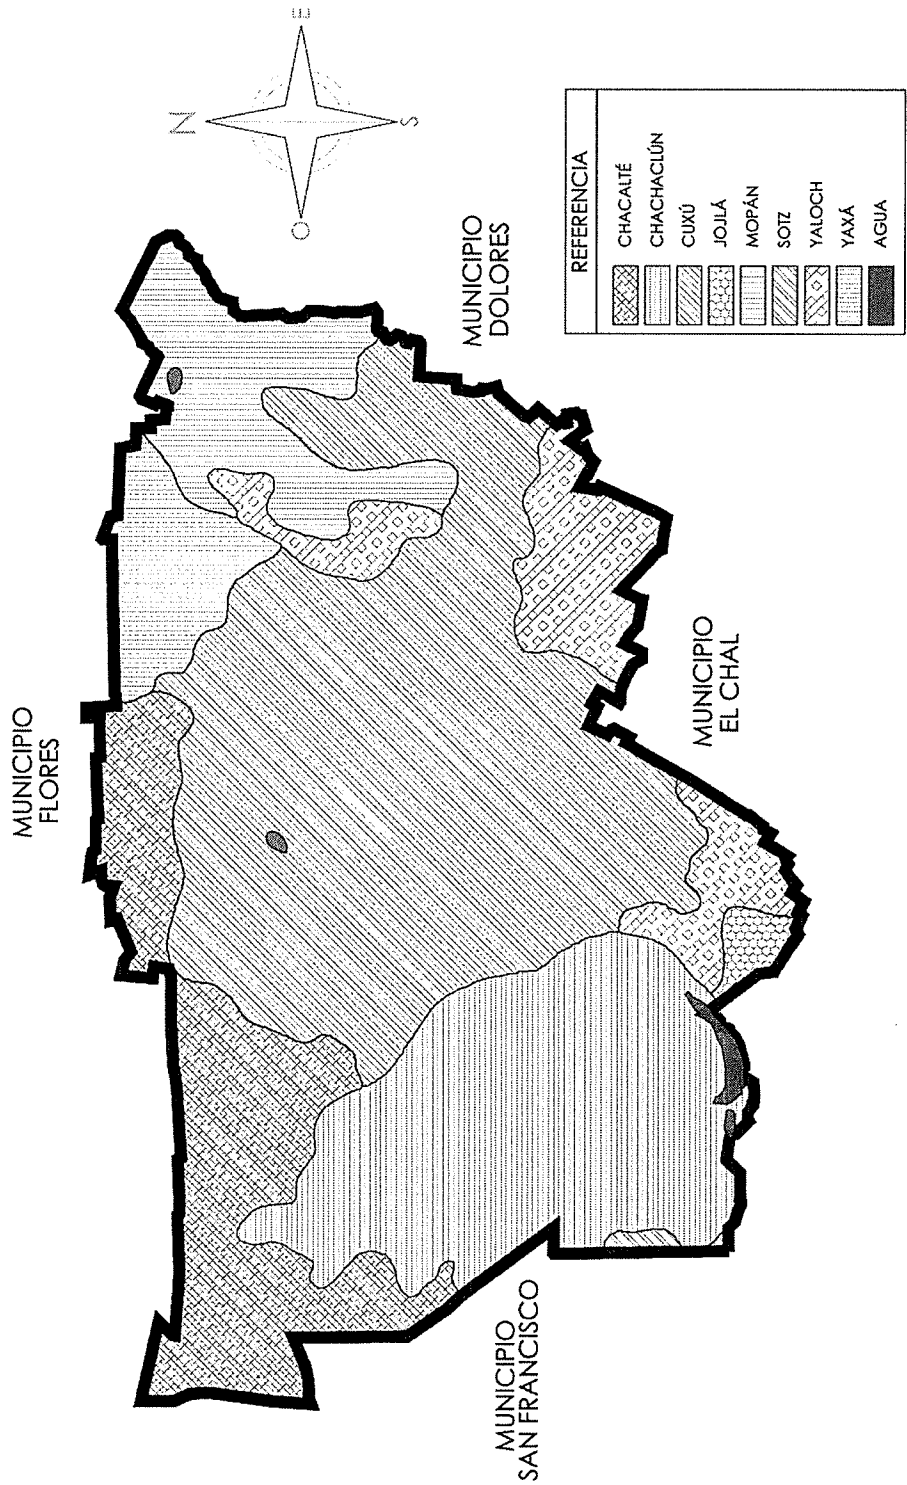 MUNICIPIO
FLORES
N
E
S
O
MUNICIPIO
DOLORES
MUNICIPIO
EL CHAL
MUNICIPIO
SAN FRANCISCO
REFERENCIA
CHACALTÉ
CHACHACLÚN
CUXÚ
JOJLÁ
MOPÁN
SOTZ
YALOCH
YAXÁ
AGUA